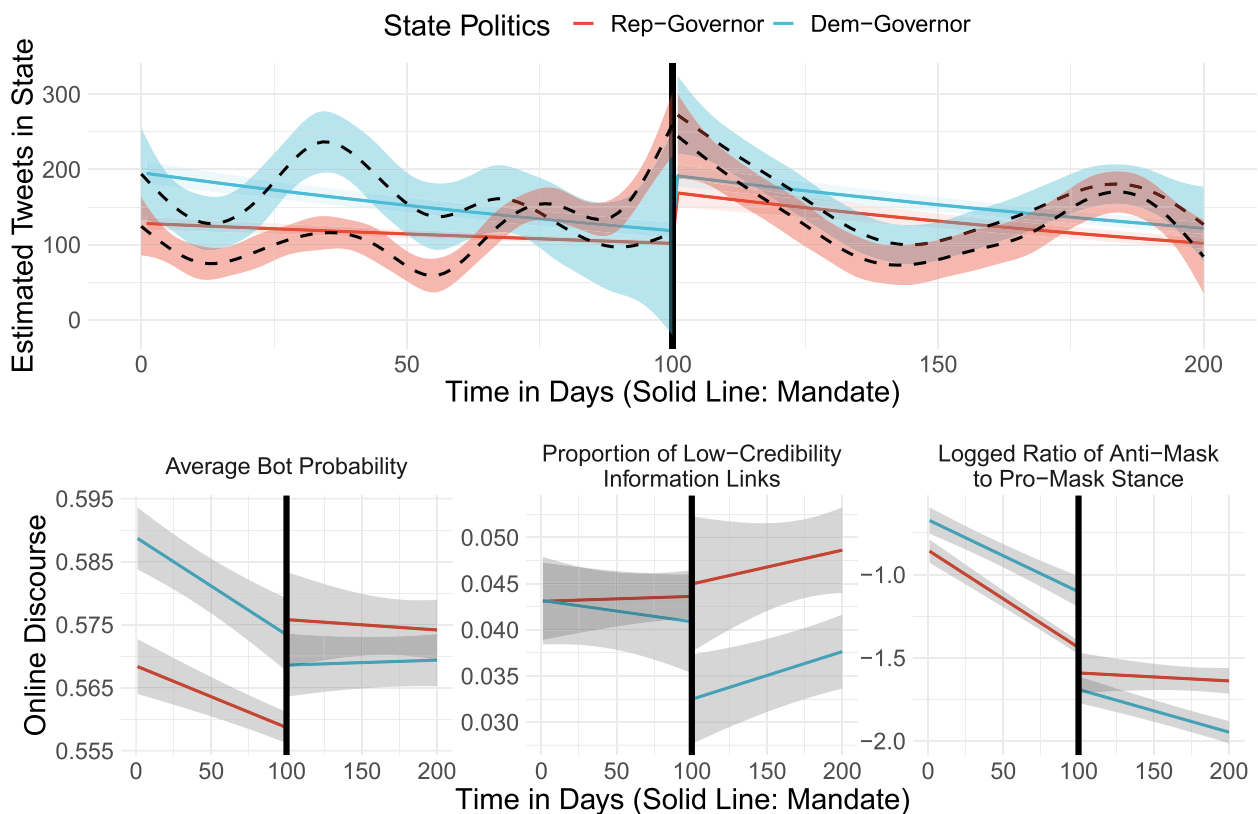 State Politics Rep−Governor Dem−Governor
Estimated Tweets in State
300
200
100
0
0 50 100 150 200
Time in Days (Solid Line: Mandate)
Online Discourse
Average Bot Probability
0.595
0.585
0.575
0.565
0.555
0 50 100 150 200
Proportion of Low−Credibility
Information Links
0.050
0.045
0.040
0.035
0.030
0 50 100 150 200
Logged Ratio of Anti−Mask
to Pro−Mask Stance
−1.0
−1.5
−2.0
0 50 100 150 200
Time in Days (Solid Line: Mandate)